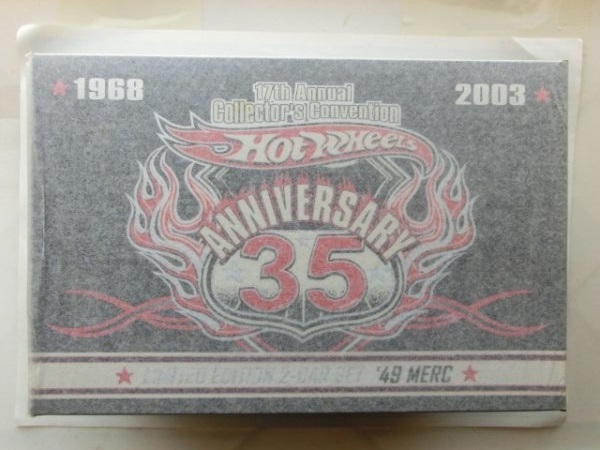 ★ 1968
2003 ★
17th Annual
Collector's Convention
Hot Wheels
ANNIVERSARY
35
★ LIMITED EDITION 2-CAR SET '49 MERC ★